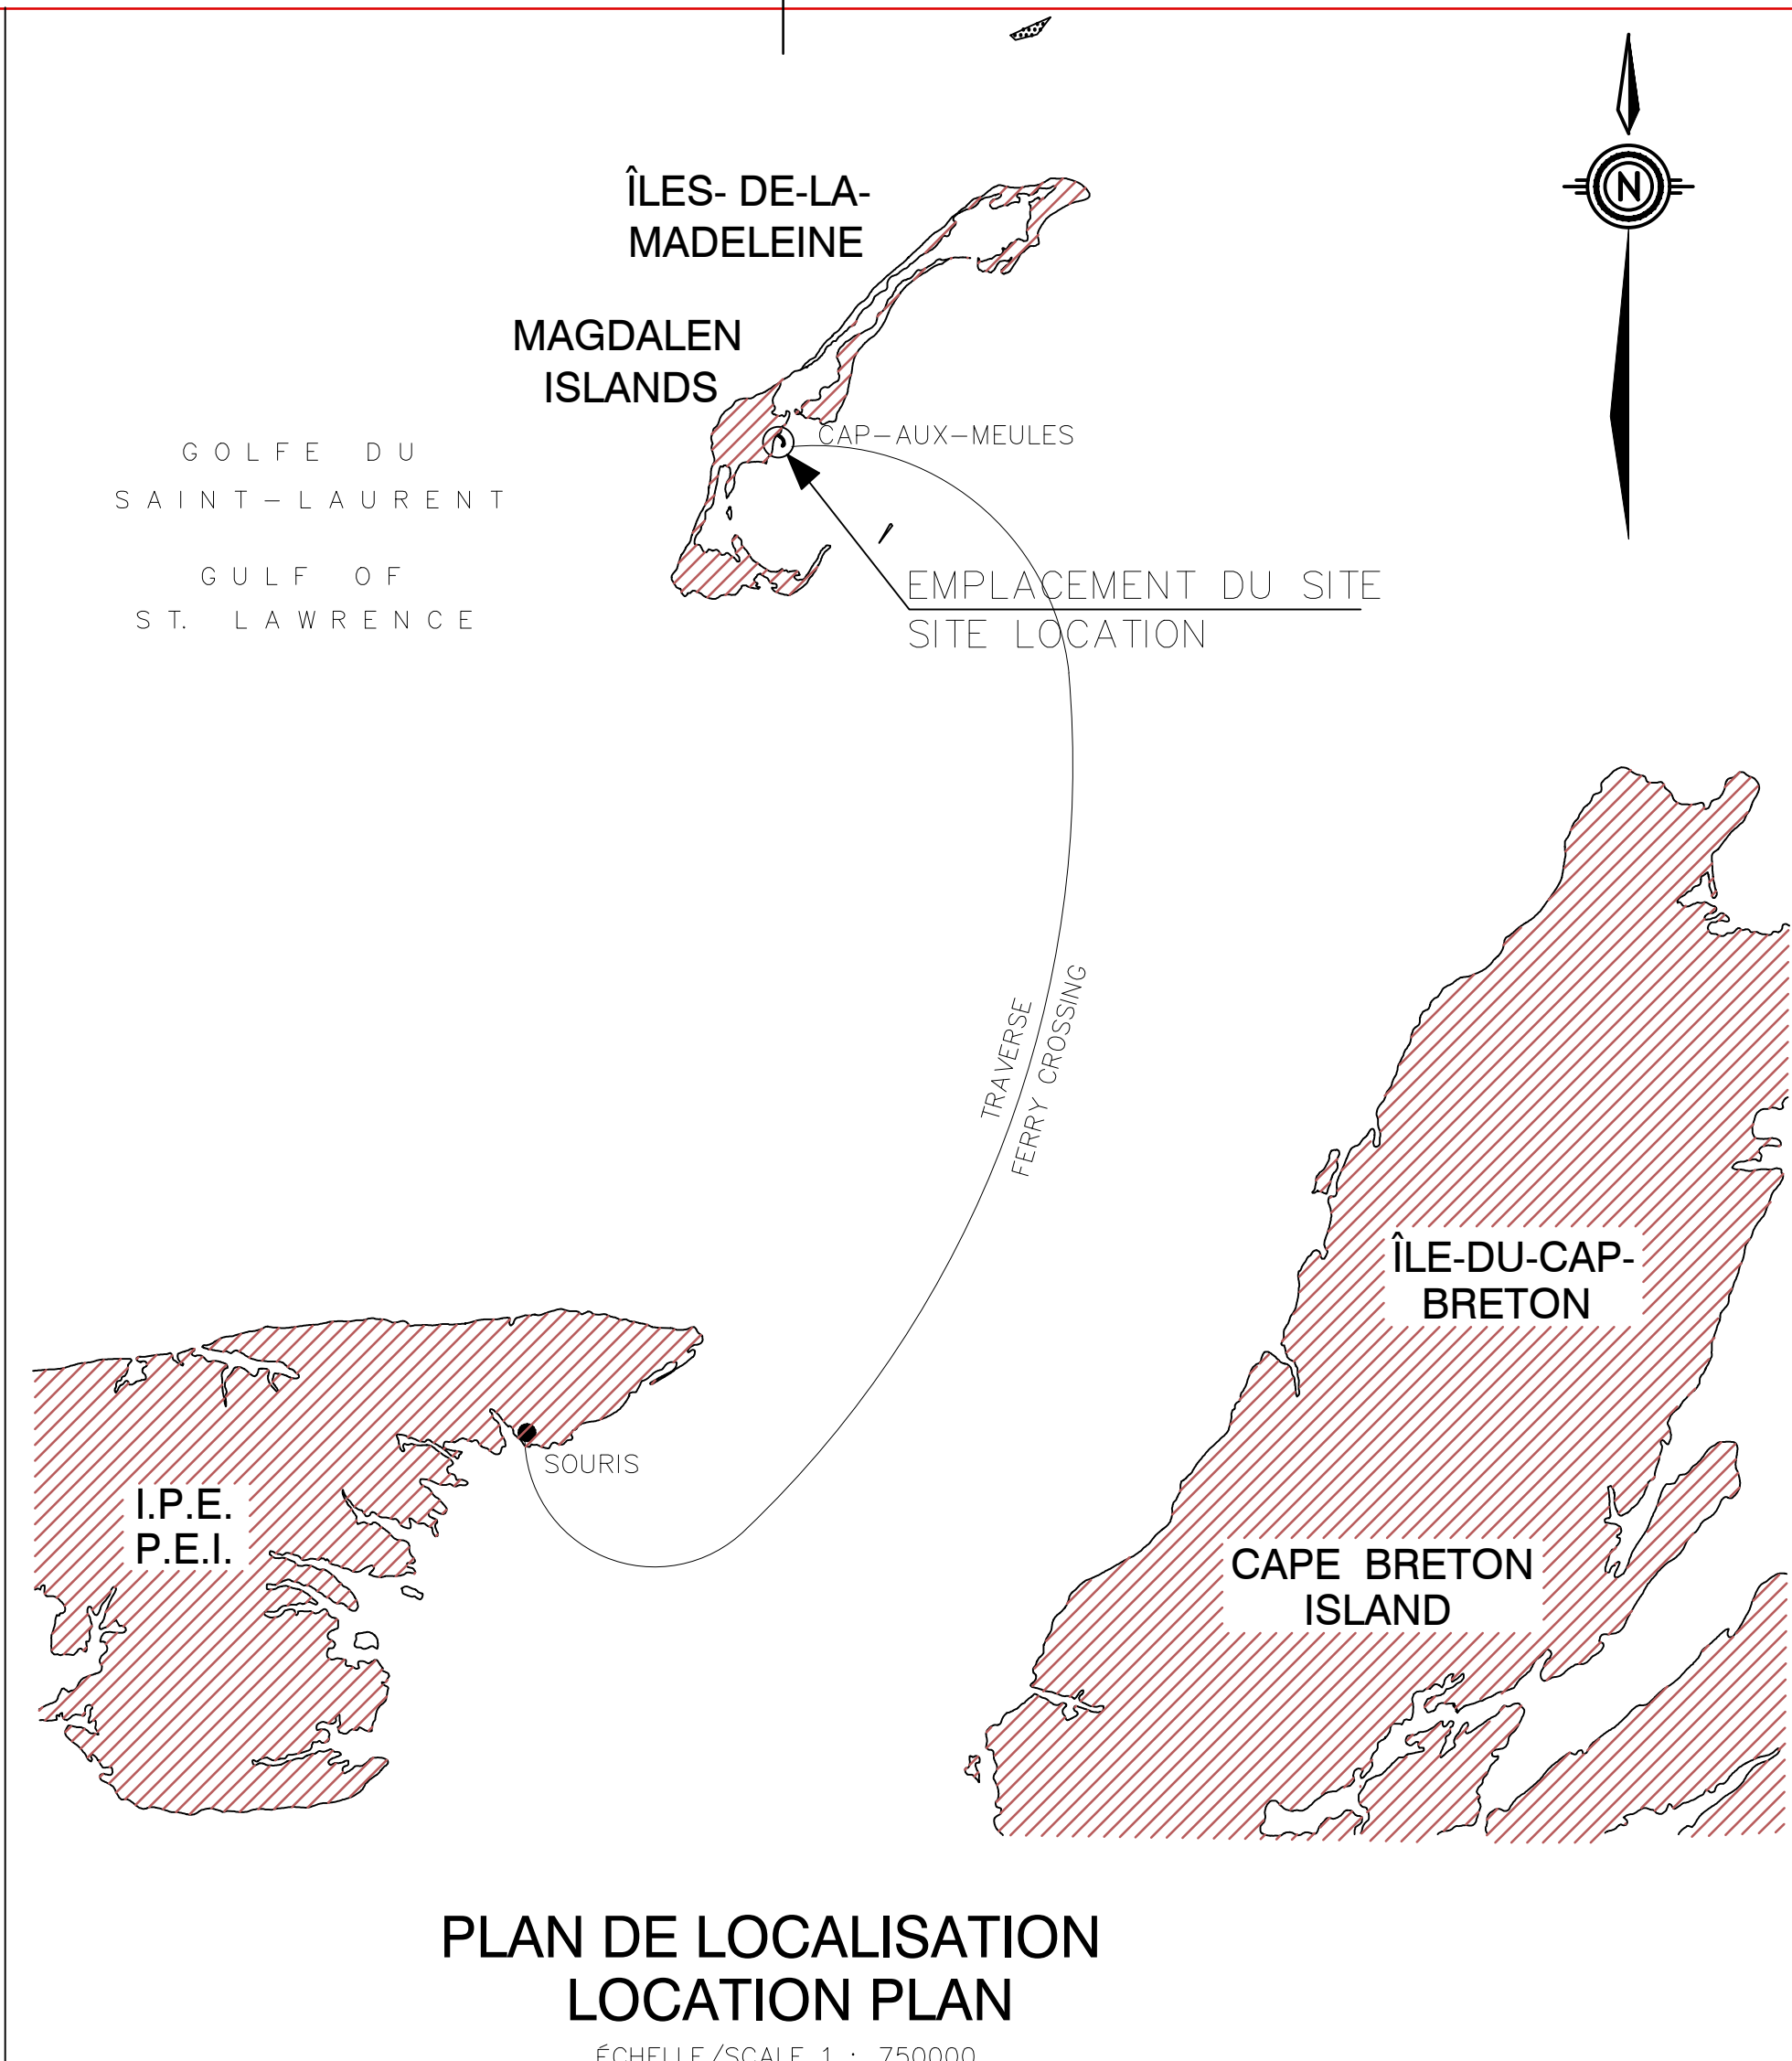 N
ÎLES- DE-LA-
MADELEINE
MAGDALEN
ISLANDS
GOLFE DU
SAINT-LAURENT
GULF OF
ST. LAWRENCE
CAP-AUX-MEULES
EMPLACEMENT DU SITE
SITE LOCATION
TRAVERSE
FERRY CROSSING
ÎLE-DU-CAP-
BRETON
SOURIS
I.P.E.
P.E.I.
CAPE BRETON
ISLAND
PLAN DE LOCALISATION
LOCATION PLAN
ÉCHELLE/SCALE 1 : 750000